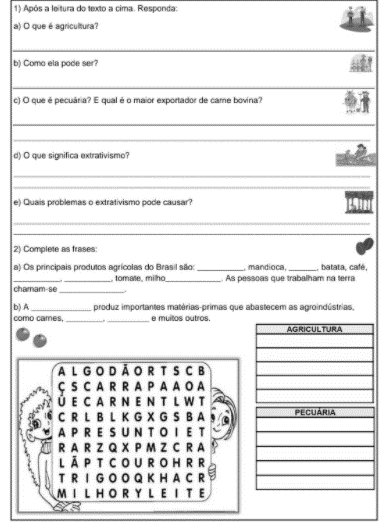 1) Após a leitura do texto a cima. Responda:
a) O que é agricultura?
b) Como ela pode ser?
c) O que é pecuária? E qual é o maior exportador de carne bovina?
d) O que significa extrativismo?
e) Quais problemas o extrativismo pode causar?
2) Complete as frases:
a) Os principais produtos agrícolas do Brasil são: __________, mandioca, ______, batata, café,
__________, __________, tomate, milho__________. As pessoas que trabalham na terra
chamam-se ______________.
b) A ____________ produz importantes matérias-primas que abastecem as agroindústrias,
como carnes, ________, _________ e muitos outros.
AGRICULTURA
PECUÁRIA
A L G O D Ã O R T S C B
Ç S C A R R A P A A O A
Ú E C A R N E N T L W T
C R L B L K G X G S B A
A P R E S U N T O I E T
R A R Z Q X P M Z C R A
L Ã P T C O U R O H R R
T R I G O O Q K H A C R
M I L H O R Y L E I T E